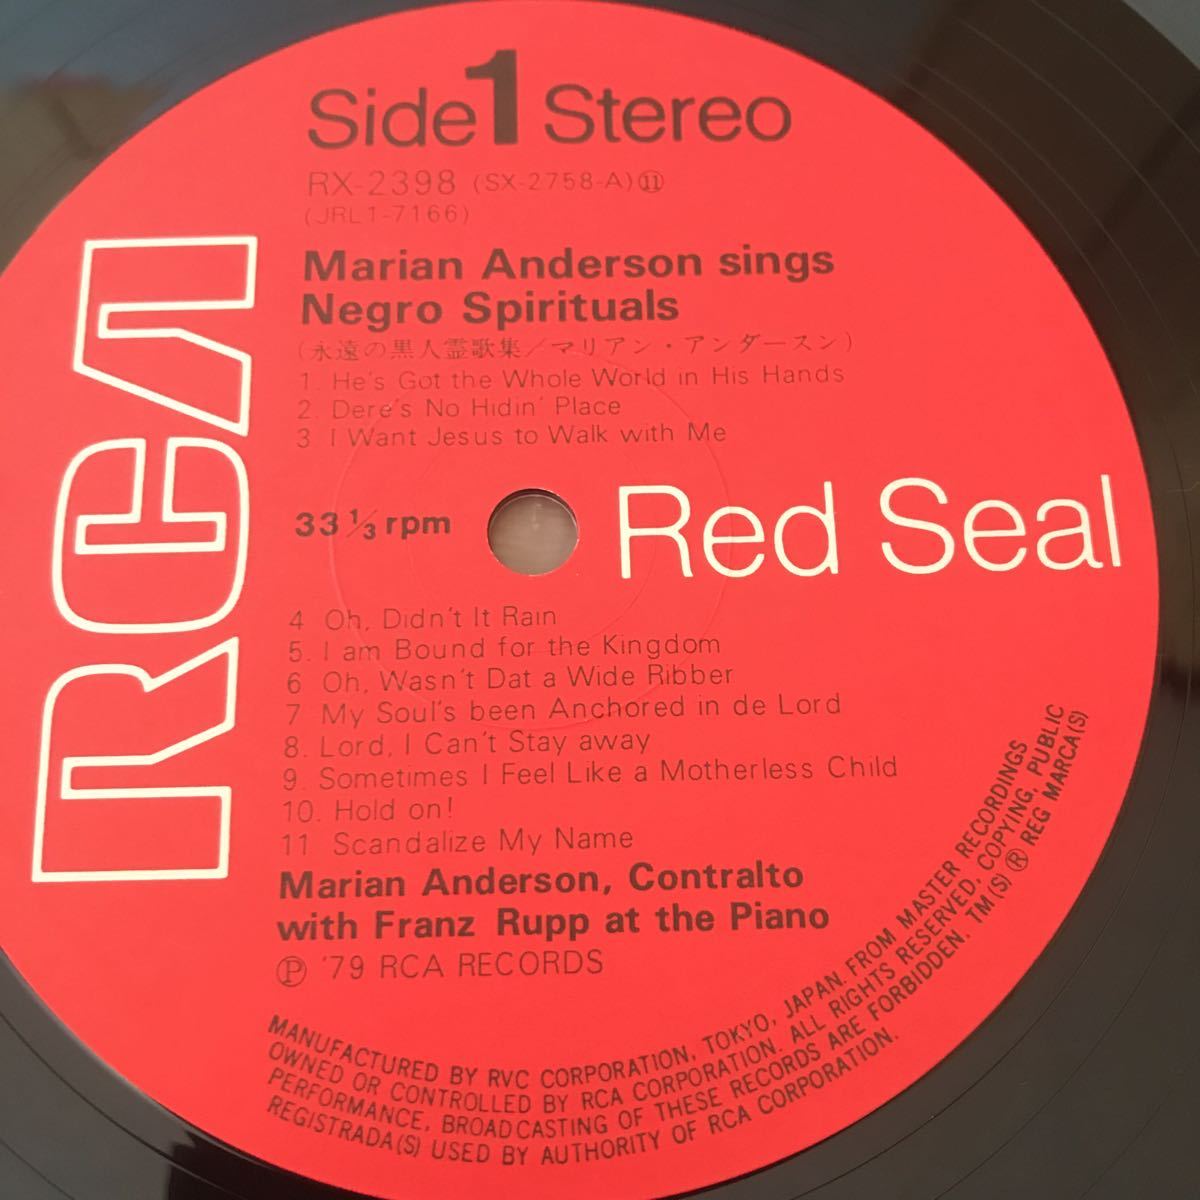 Side 1 Stereo
RX-2398 (SX-2758-A)⑪
(JRL1-7166)
Marian Anderson sings
Negro Spirituals
(永遠の黒人霊歌集/マリアン・アンダースン)
1. He's Got the Whole World in His Hands
2. Dere's No Hidin' Place
3 I Want Jesus to Walk with Me
33 1/3 rpm
Red Seal
RCA
4 Oh, Didn't It Rain
5. I am Bound for the Kingdom
6 Oh, Wasn't Dat a Wide Ribber
7 My Soul's been Anchored in de Lord
8. Lord, I Can't Stay away
9. Sometimes I Feel Like a Motherless Child
10. Hold on!
11 Scandalize My Name
Marian Anderson, Contralto
with Franz Rupp at the Piano
Ⓟ '79 RCA RECORDS
MANUFACTURED BY RVC CORPORATION, TOKYO, JAPAN. FROM MASTER RECORDINGS
OWNED OR CONTROLLED BY RCA CORPORATION. ALL RIGHTS RESERVED, COPYING, PUBLIC
PERFORMANCE, BROADCASTING OF THESE RECORDS ARE FORBIDDEN. TM(S) ® REG MARCA(S)
REGISTRADA(S) USED BY AUTHORITY OF RCA CORPORATION.